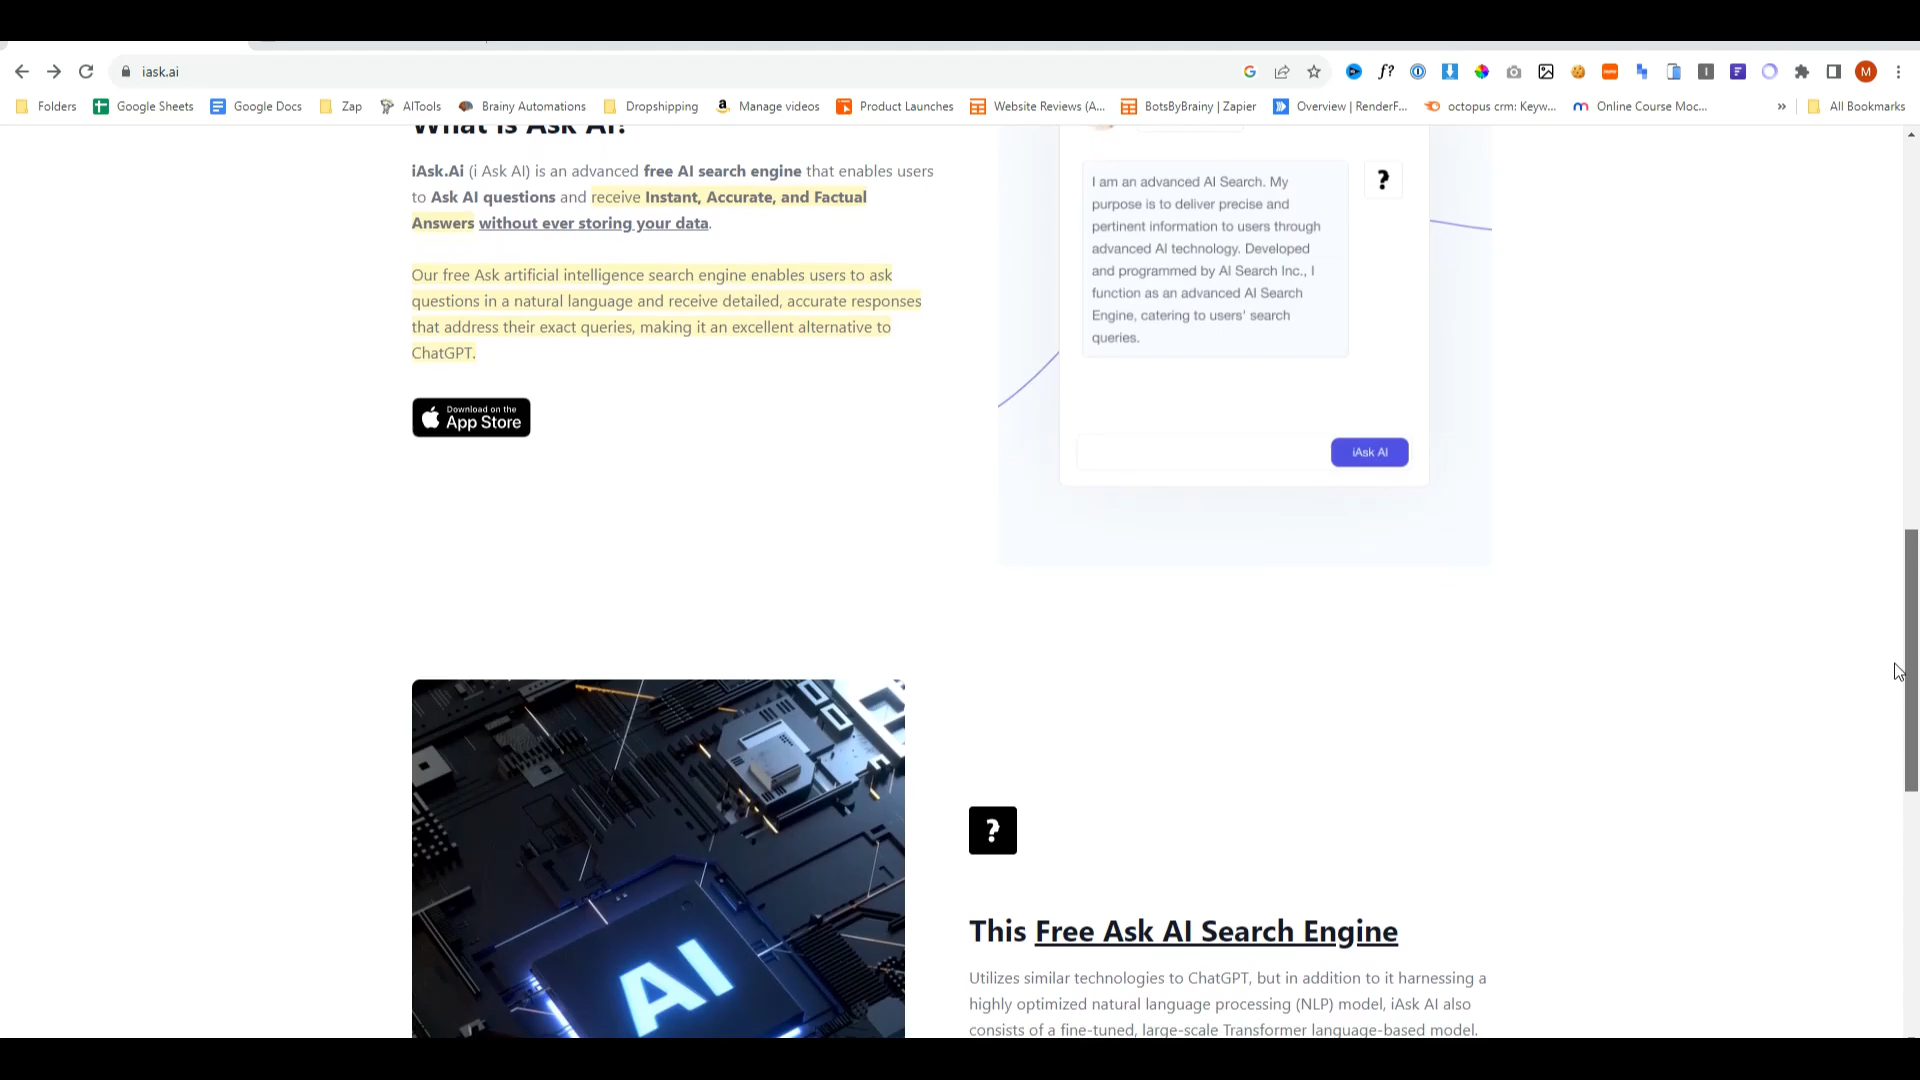 iask.ai
Folders
Google Sheets
Google Docs
Zap
AITools
Brainy Automations
Dropshipping
Manage videos
Product Launches
Website Reviews (A...
BotsByBrainy | Zapier
Overview | RenderF...
octopus crm: Keyw...
Online Course Moc...
»
All Bookmarks
M
What is Ask AI?
iAsk.Ai (i Ask AI) is an advanced free AI search engine that enables users
to Ask AI questions and receive Instant, Accurate, and Factual
Answers without ever storing your data.
Our free Ask artificial intelligence search engine enables users to ask
questions in a natural language and receive detailed, accurate responses
that address their exact queries, making it an excellent alternative to
ChatGPT.
Download on the
App Store
I am an advanced AI Search. My
purpose is to deliver precise and
pertinent information to users through
advanced AI technology. Developed
and programmed by AI Search Inc., I
function as an advanced AI Search
Engine, catering to users' search
queries.
?
iAsk AI
AI
?
This Free Ask AI Search Engine
Utilizes similar technologies to ChatGPT, but in addition to it harnessing a
highly optimized natural language processing (NLP) model, iAsk AI also
consists of a fine-tuned, large-scale Transformer language-based model.